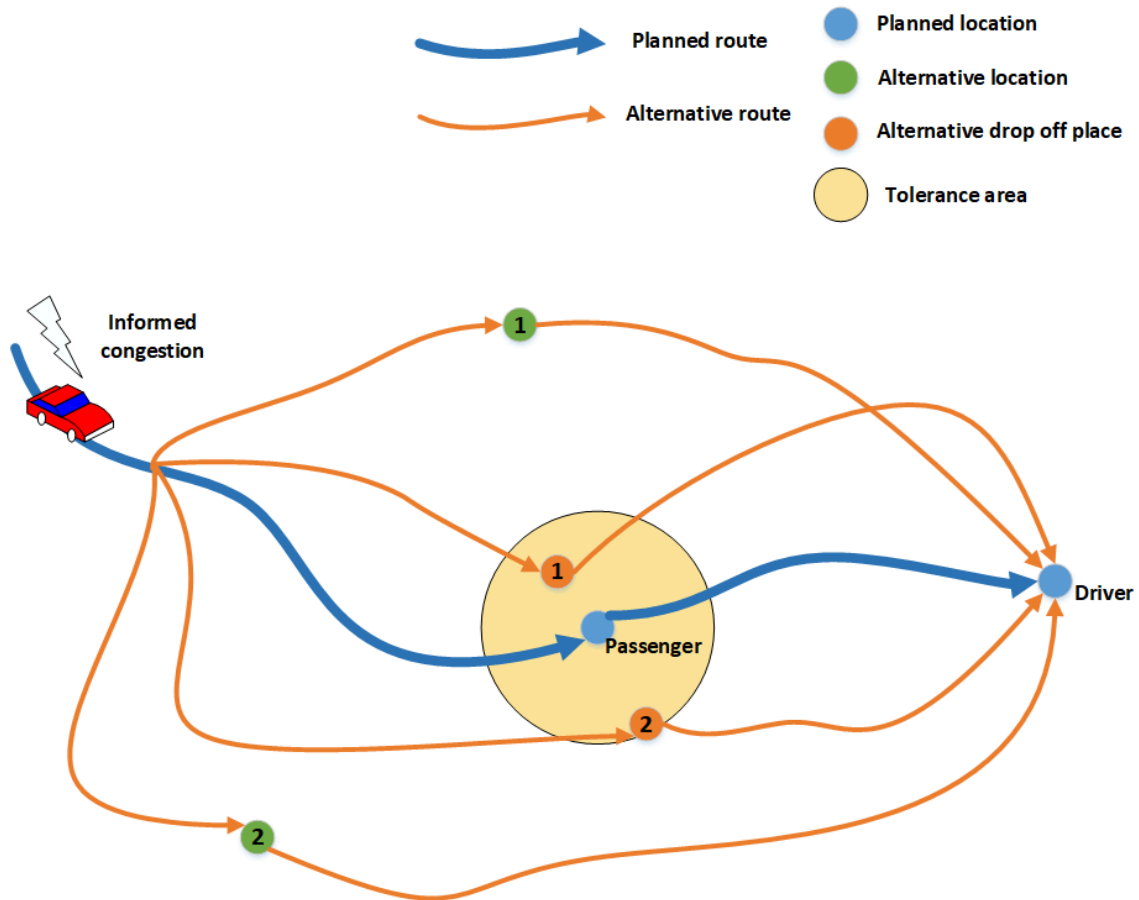 Planned route
Planned location
Alternative location
Alternative route
Alternative drop off place
Tolerance area
Informed
congestion
1
1
Driver
Passenger
2
2